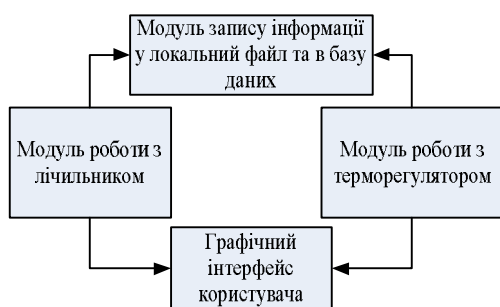 Модуль запису інформації
у локальний файл та в базу
даних
Модуль роботи з
лічильником
Модуль роботи з
терморегулятором
Графічний
інтерфейс
користувача